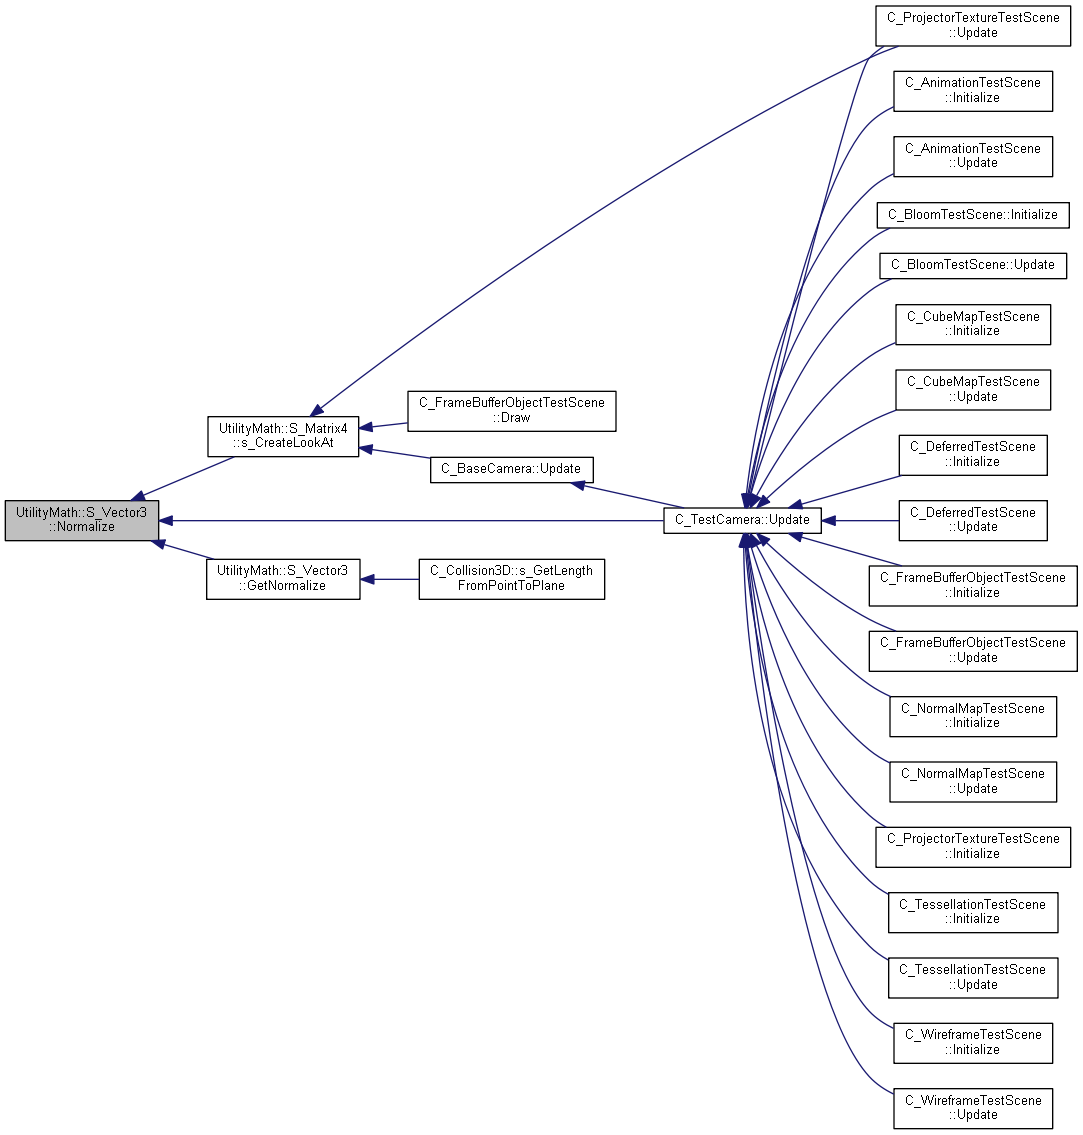 C_ProjectorTextureTestScene
::Update
C_AnimationTestScene
::Initialize
C_AnimationTestScene
::Update
C_BloomTestScene::Initialize
C_BloomTestScene::Update
C_CubeMapTestScene
::Initialize
C_CubeMapTestScene
::Update
C_FrameBufferObjectTestScene
::Draw
UtilityMath::S_Matrix4
::s_CreateLookAt
C_BaseCamera::Update
C_DeferredTestScene
::Initialize
UtilityMath::S_Vector3
::Normalize
C_TestCamera::Update
C_DeferredTestScene
::Update
UtilityMath::S_Vector3
::GetNormalize
C_Collision3D::s_GetLength
FromPointToPlane
C_FrameBufferObjectTestScene
::Initialize
C_FrameBufferObjectTestScene
::Update
C_NormalMapTestScene
::Initialize
C_NormalMapTestScene
::Update
C_ProjectorTextureTestScene
::Initialize
C_TessellationTestScene
::Initialize
C_TessellationTestScene
::Update
C_WireframeTestScene
::Initialize
C_WireframeTestScene
::Update